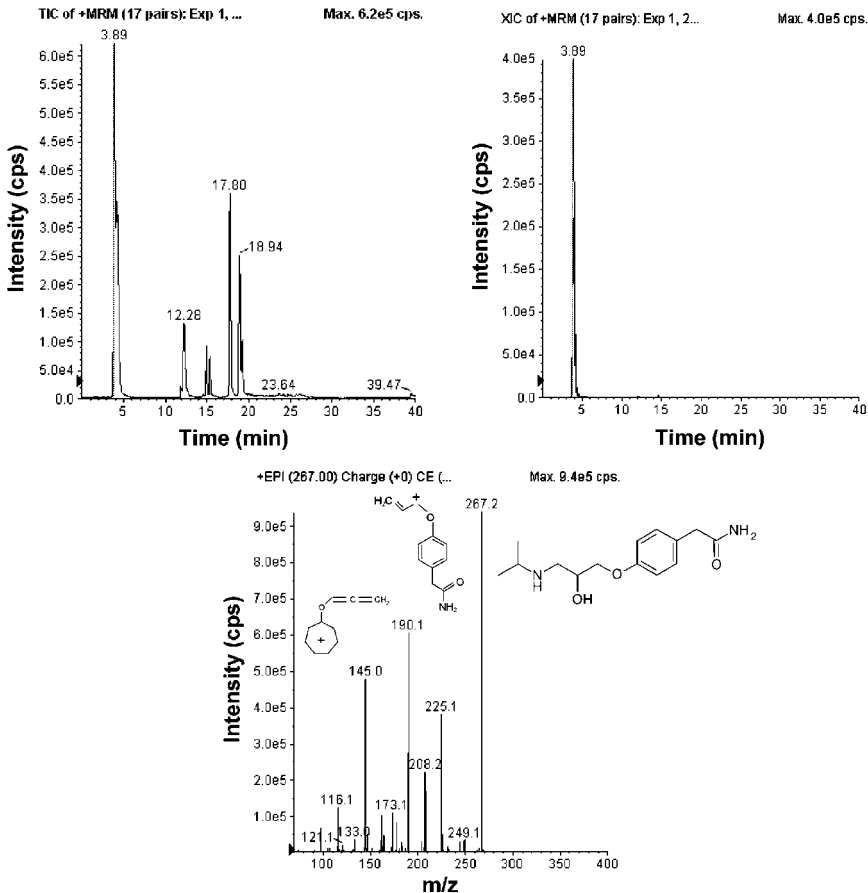 TIC of +MRM (17 pairs): Exp 1, ... Max. 6.2e5 cps.
3.89
6.0e5
5.5e5
5.0e5
4.5e5
4.0e5
3.5e5
3.0e5
2.5e5
2.0e5
1.5e5
1.0e5
5.0e4
0.0
17.80
18.94
12.28
23.64
39.47
5 10 15 20 25 30 35 40
Time (min)
Intensity (cps)
XIC of +MRM (17 pairs): Exp 1, 2... Max. 4.0e5 cps.
3.89
4.0e5
3.0e5
2.5e5
2.0e5
1.5e5
1.0e5
5.0e4
0.0
5 10 15 20 25 30 35 40
Time (min)
Intensity (cps)
+EPI (267.00) Charge (+0) CE (... Max. 9.4e5 cps.
267.2
9.0e5
8.0e5
7.0e5
6.0e5
5.0e5
4.0e5
3.0e5
2.0e5
1.0e5
H₂C + O O NH₂
O C CH₂ +
N H OH O O NH₂
190.1
145.0
225.1
208.2
116.1
173.1
121.1
133.0
249.1
100 150 200 250 300 350 400
m/z
Intensity (cps)